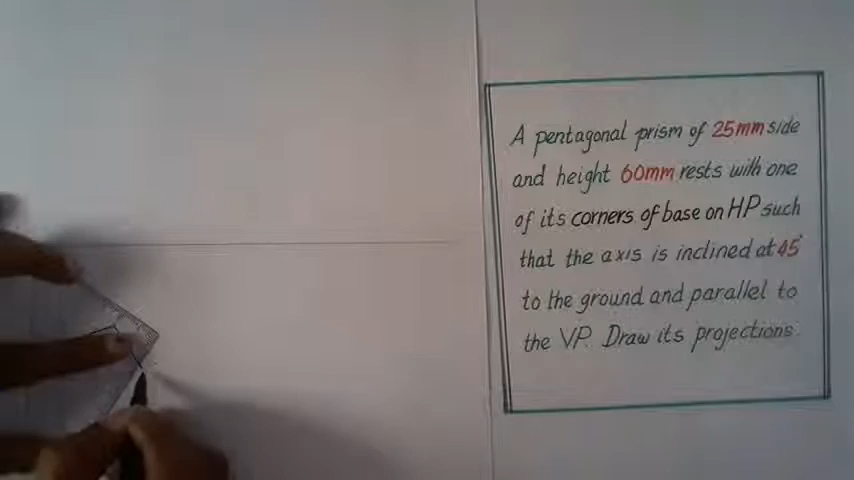 A pentagonal prism of 25mm side
and height 60mm rests with one
of its corners of base on HP such
that the axis is inclined at 45°
to the ground and parallel to
the VP. Draw its projections.